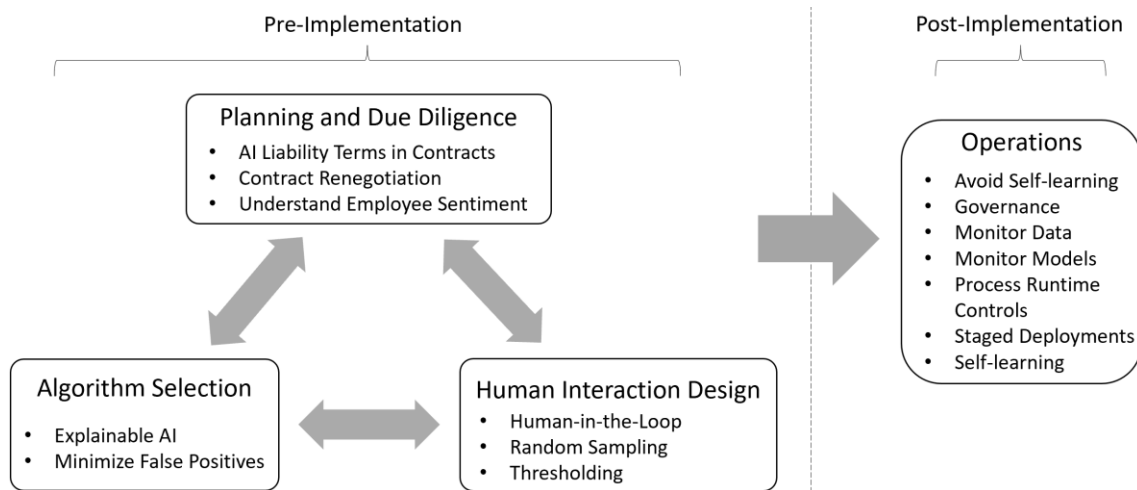 Pre-Implementation
Post-Implementation
Planning and Due Diligence
• AI Liability Terms in Contracts
• Contract Renegotiation
• Understand Employee Sentiment
Algorithm Selection
• Explainable AI
• Minimize False Positives
Human Interaction Design
• Human-in-the-Loop
• Random Sampling
• Thresholding
Operations
• Avoid Self-learning
• Governance
• Monitor Data
• Monitor Models
• Process Runtime
Controls
• Staged Deployments
• Self-learning